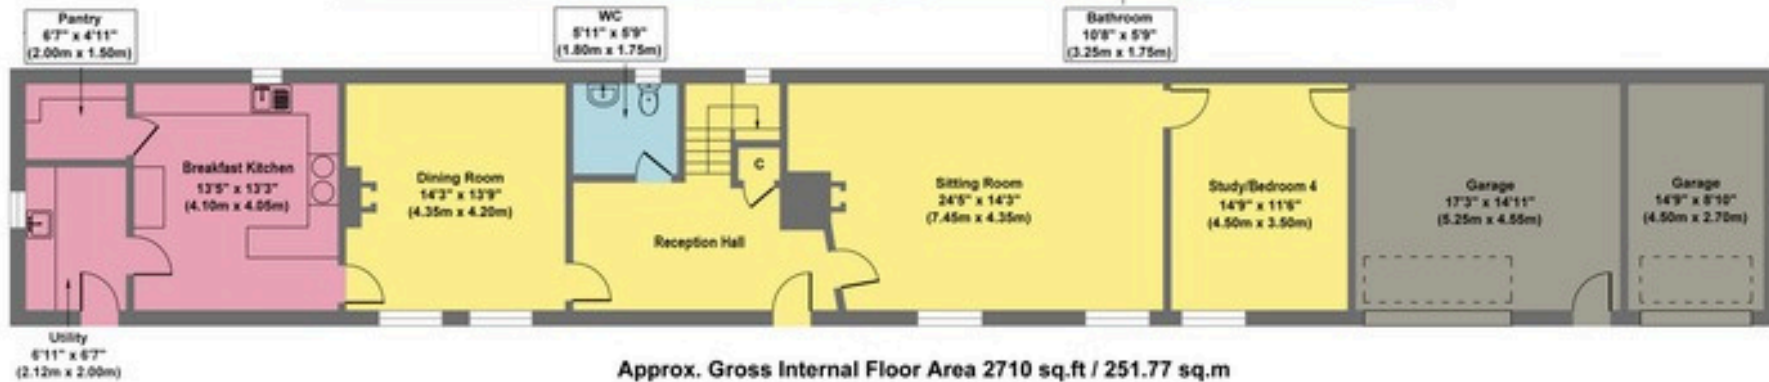 Pantry
6'7" x 4'11"
(2.00m x 1.50m)
WC
5'11" x 5'9"
(1.80m x 1.75m)
Bathroom
10'8" x 5'9"
(3.25m x 1.75m)
Breakfast Kitchen
13'5" x 13'3"
(4.10m x 4.05m)
Dining Room
14'3" x 13'9"
(4.35m x 4.20m)
C
Reception Hall
Sitting Room
24'5" x 14'3"
(7.45m x 4.35m)
Study/Bedroom 4
14'9" x 11'6"
(4.50m x 3.50m)
Garage
17'3" x 14'11"
(5.25m x 4.55m)
Garage
14'9" x 8'10"
(4.50m x 2.70m)
Utility
6'11" x 6'7"
(2.12m x 2.00m)
Approx. Gross Internal Floor Area 2710 sq.ft / 251.77 sq.m